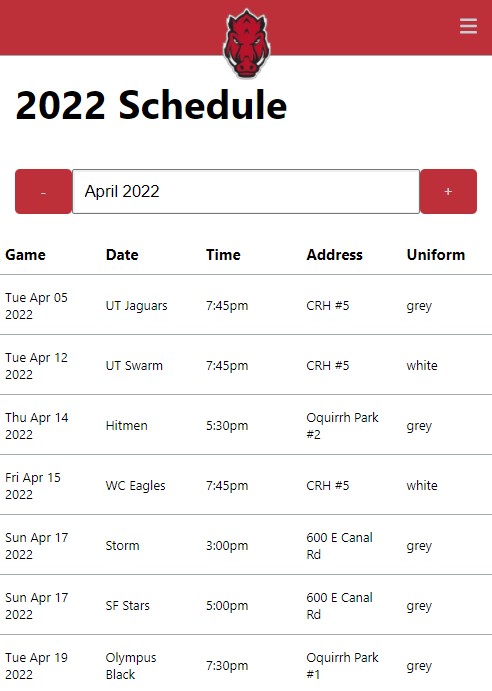 2022 Schedule
- April 2022 +
Game Date Time Address Uniform
Tue Apr 05
2022 UT Jaguars 7:45pm CRH #5 grey
Tue Apr 12
2022 UT Swarm 7:45pm CRH #5 white
Thu Apr 14
2022 Hitmen 5:30pm Oquirrh Park
#2 grey
Fri Apr 15
2022 WC Eagles 7:45pm CRH #5 white
Sun Apr 17
2022 Storm 3:00pm 600 E Canal
Rd grey
Sun Apr 17
2022 SF Stars 5:00pm 600 E Canal
Rd grey
Tue Apr 19
2022 Olympus
Black 7:30pm Oquirrh Park
#1 grey